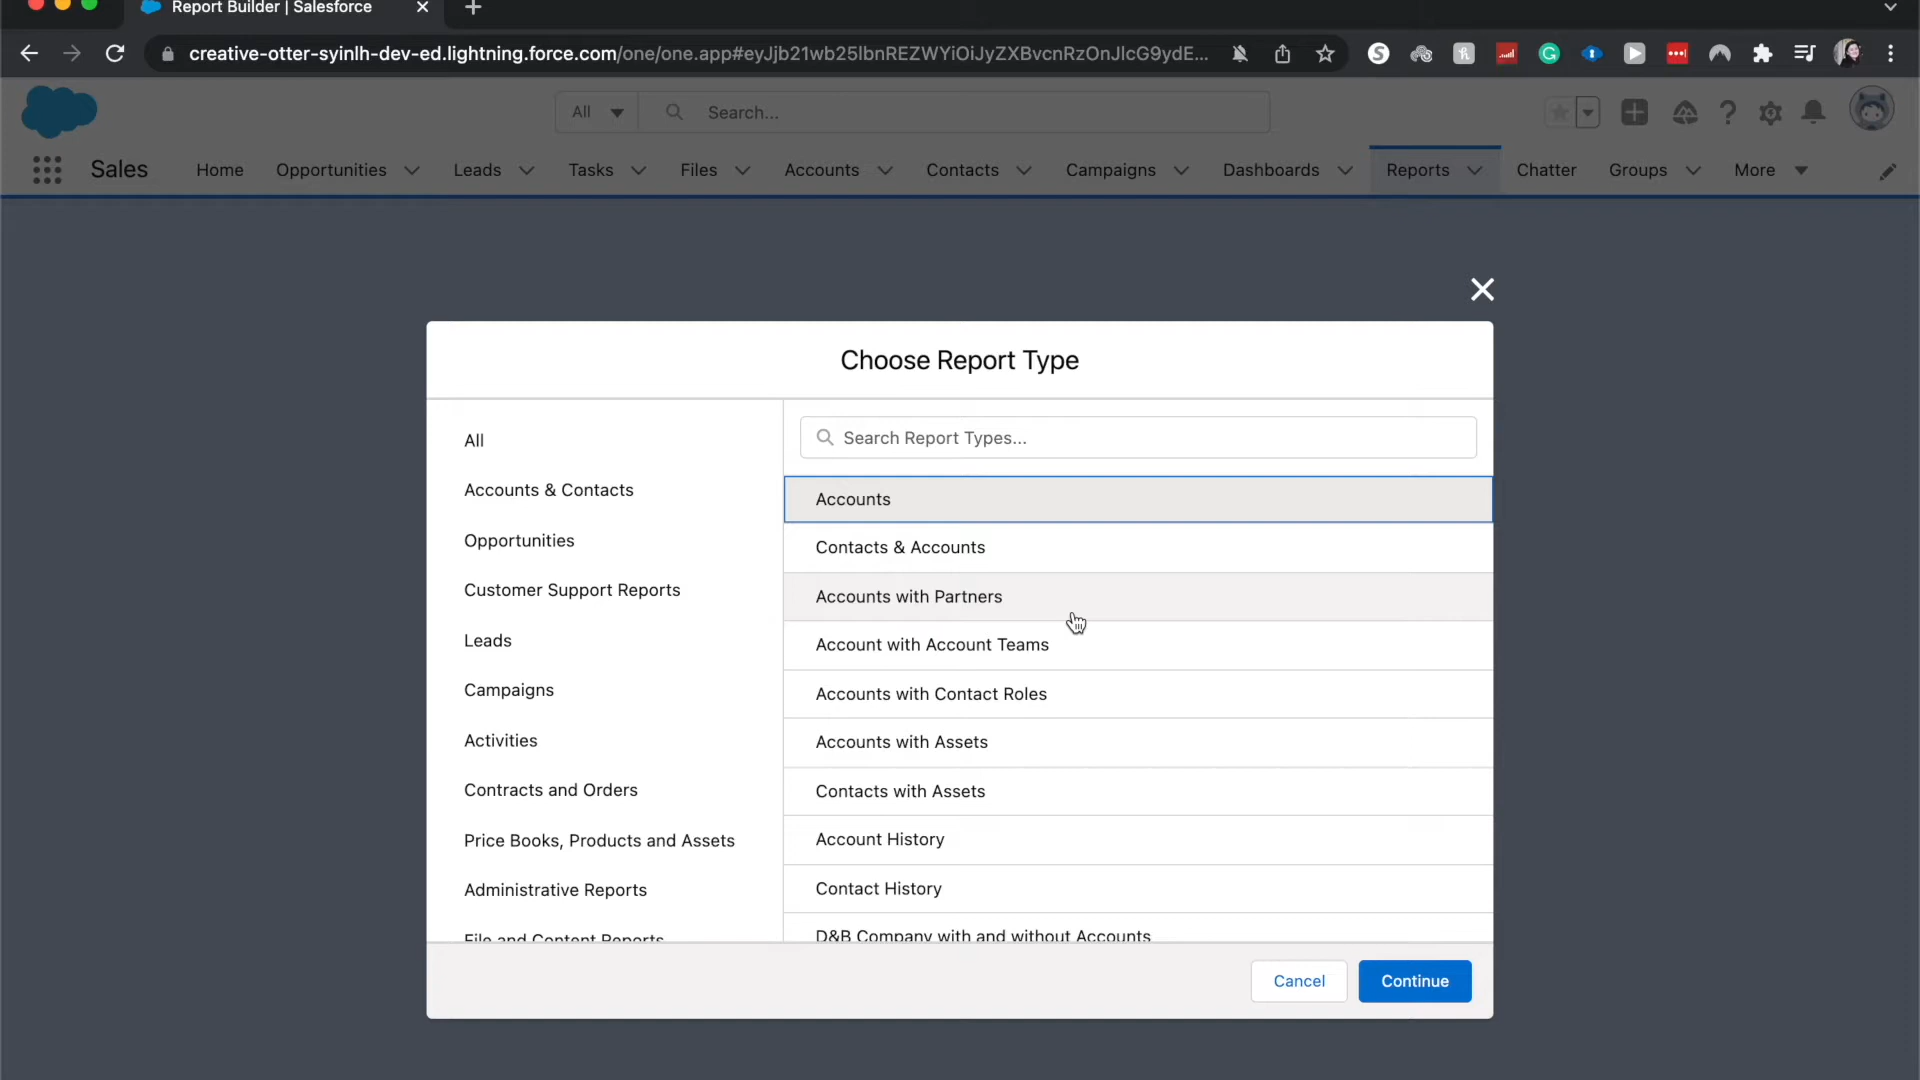 Report Builder | Salesforce
creative-otter-syinlh-dev-ed.lightning.force.com/one/one.app#eyJjb21wb25lbnREZWYiOiJyZXBvcnRzOnJlcG9ydE...
All
Search...
Sales
Home
Opportunities
Leads
Tasks
Files
Accounts
Contacts
Campaigns
Dashboards
Reports
Chatter
Groups
More
Choose Report Type
All
Accounts & Contacts
Opportunities
Customer Support Reports
Leads
Campaigns
Activities
Contracts and Orders
Price Books, Products and Assets
Administrative Reports
File and Content Reports
Search Report Types...
Accounts
Contacts & Accounts
Accounts with Partners
Account with Account Teams
Accounts with Contact Roles
Accounts with Assets
Contacts with Assets
Account History
Contact History
D&B Company with and without Accounts
Cancel
Continue